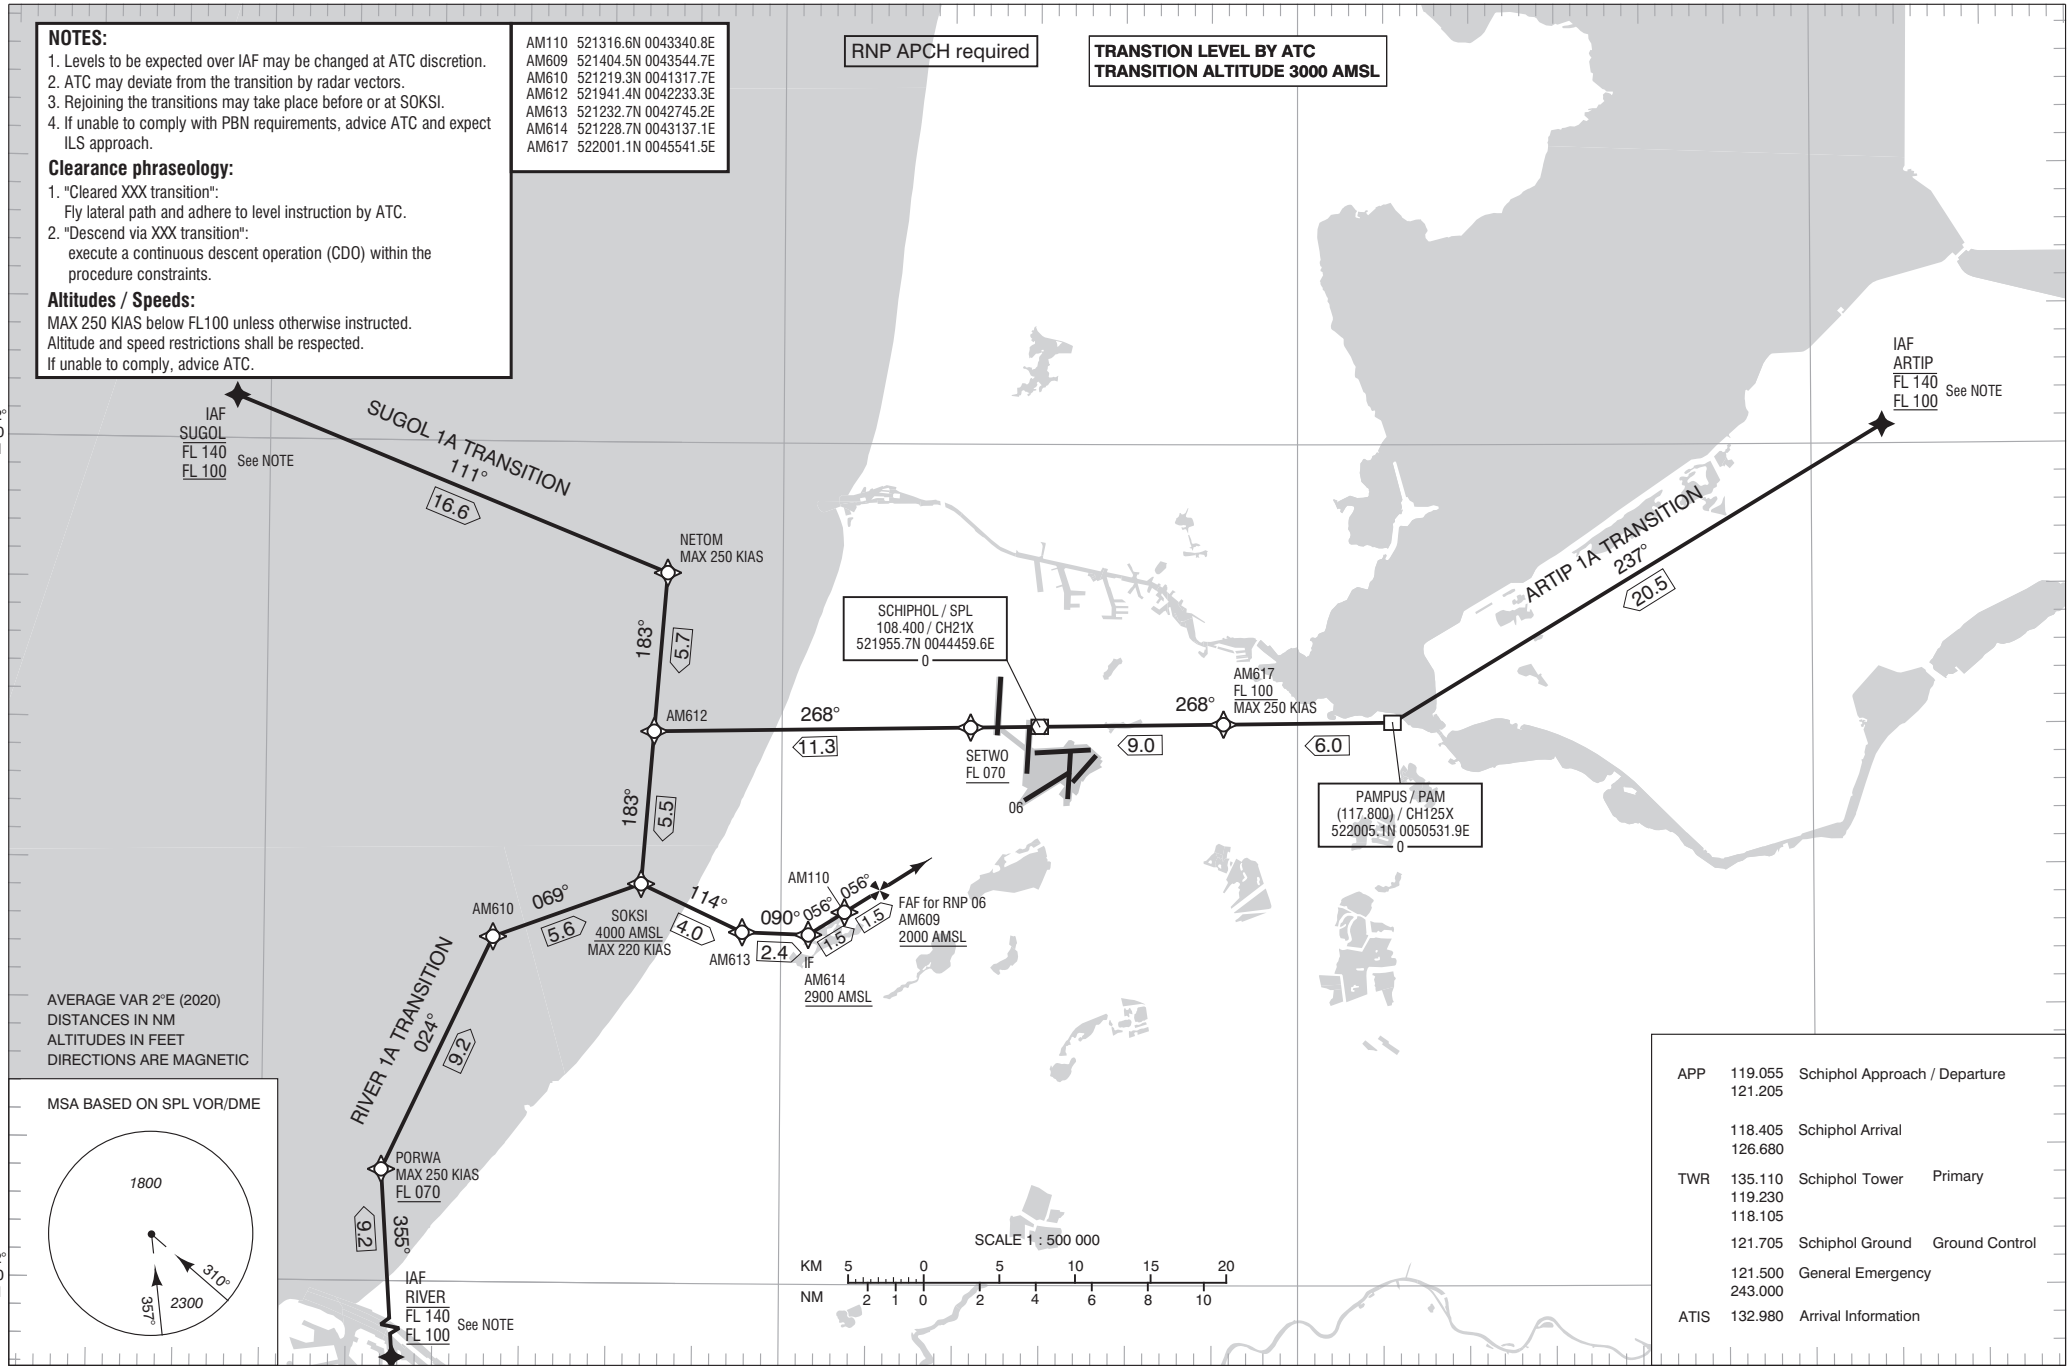 NOTES:
1. Levels to be expected over IAF may be changed at ATC discretion.
2. ATC may deviate from the transition by radar vectors.
3. Rejoining the transitions may take place before or at SOKSI.
4. If unable to comply with PBN requirements, advice ATC and expect
ILS approach.
Clearance phraseology:
1. "Cleared XXX transition":
Fly lateral path and adhere to level instruction by ATC.
2. "Descend via XXX transition":
execute a continuous descent operation (CDO) within the
procedure constraints.
Altitudes / Speeds:
MAX 250 KIAS below FL100 unless otherwise instructed.
Altitude and speed restrictions shall be respected.
If unable to comply, advice ATC.
AM110 521316.6N 0043340.8E
AM609 521404.5N 0043544.7E
AM610 521219.3N 0041317.7E
AM612 521941.4N 0042233.3E
AM613 521232.7N 0042745.2E
AM614 521228.7N 0043137.1E
AM617 522001.1N 0045541.5E
RNP APCH required
TRANSTION LEVEL BY ATC
TRANSITION ALTITUDE 3000 AMSL
IAF
ARTIP
FL 140
FL 100
See NOTE
IAF
SUGOL
FL 140
FL 100
See NOTE
SUGOL 1A TRANSITION
111°
16.6
NETOM
MAX 250 KIAS
183°
5.7
ARTIP 1A TRANSITION
237°
20.5
SCHIPHOL / SPL
108.400 / CH21X
521955.7N 0044459.6E
0
AM617
FL 100
MAX 250 KIAS
AM612
268°
11.3
268°
9.0
6.0
SETWO
FL 070
06
PAMPUS / PAM
(117.800) / CH125X
522005.1N 0050531.9E
0
183°
5.5
AM610
069°
5.6
SOKSI
4000 AMSL
MAX 220 KIAS
114°
4.0
AM613
090°
2.4
IF
AM614
2900 AMSL
AM110
056°
1.5
056°
1.5
FAF for RNP 06
AM609
2000 AMSL
RIVER 1A TRANSITION
024°
9.2
PORWA
MAX 250 KIAS
FL 070
355°
9.2
IAF
RIVER
FL 140
FL 100
See NOTE
AVERAGE VAR 2°E (2020)
DISTANCES IN NM
ALTITUDES IN FEET
DIRECTIONS ARE MAGNETIC
MSA BASED ON SPL VOR/DME
1800
310°
2300
357°
SCALE 1 : 500 000
KM 5 0 5 10 15 20
NM 2 1 0 2 4 6 8 10
APP 119.055 Schiphol Approach / Departure
121.205
118.405 Schiphol Arrival
126.680
TWR 135.110 Schiphol Tower Primary
119.230
118.105
121.705 Schiphol Ground Ground Control
121.500 General Emergency
243.000
ATIS 132.980 Arrival Information